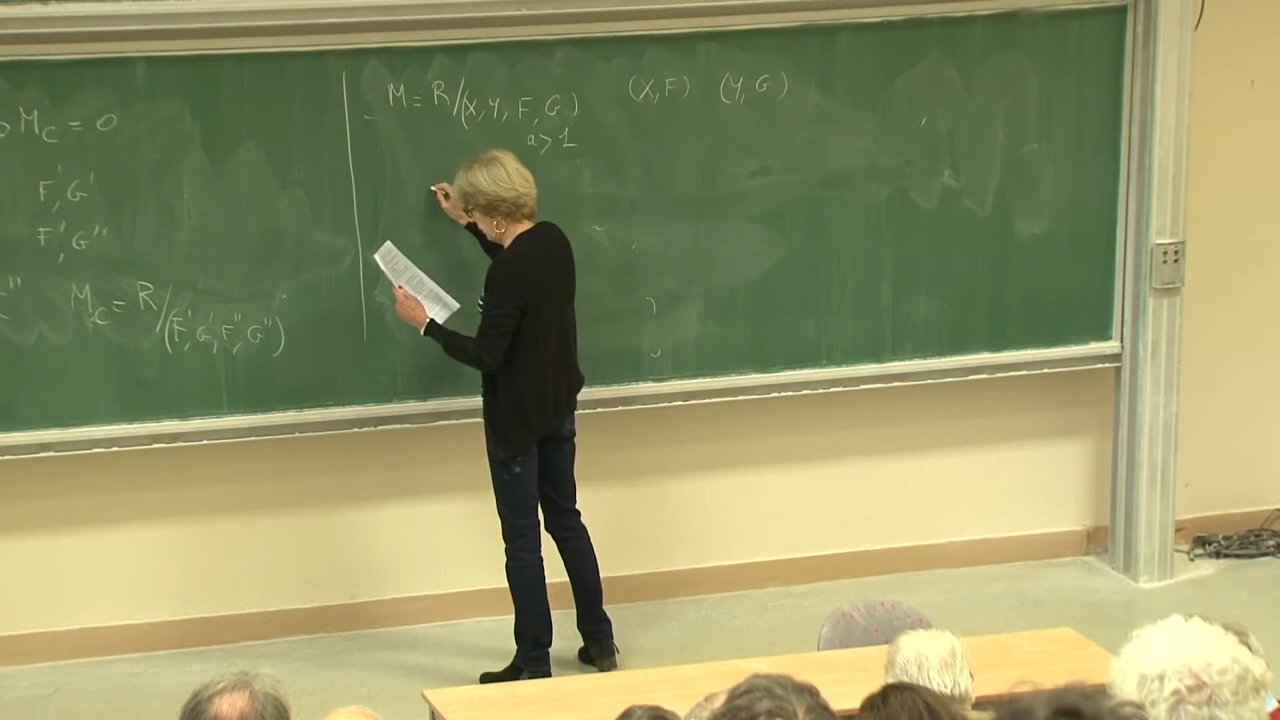 M_C = 0
F', G'
F'', G''
C'' M_C = R/(F', G', F'', G'')
M = R/(X, Y, F, G) (X, F) (Y, G)
a > 1